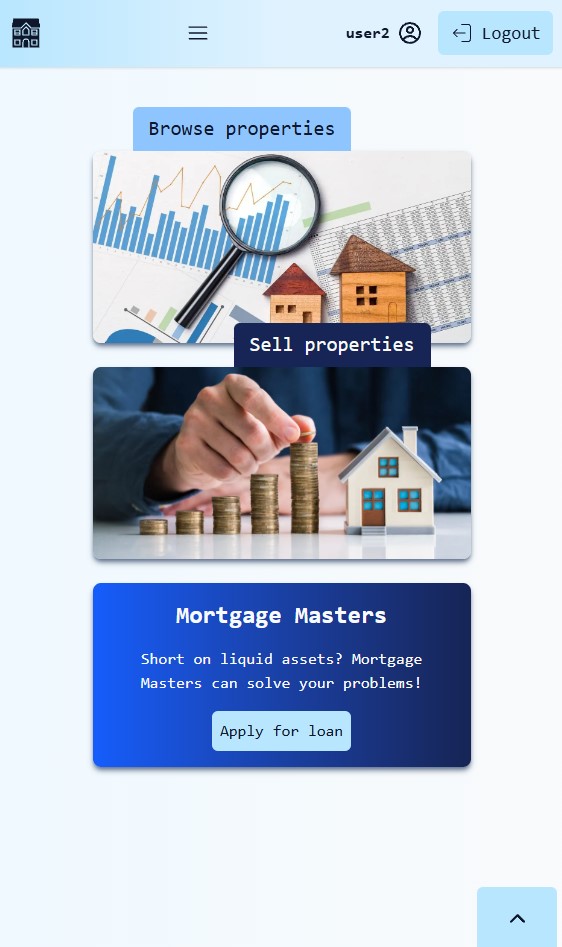 user2
Logout
Browse properties
Sell properties
Mortgage Masters
Short on liquid assets? Mortgage
Masters can solve your problems!
Apply for loan